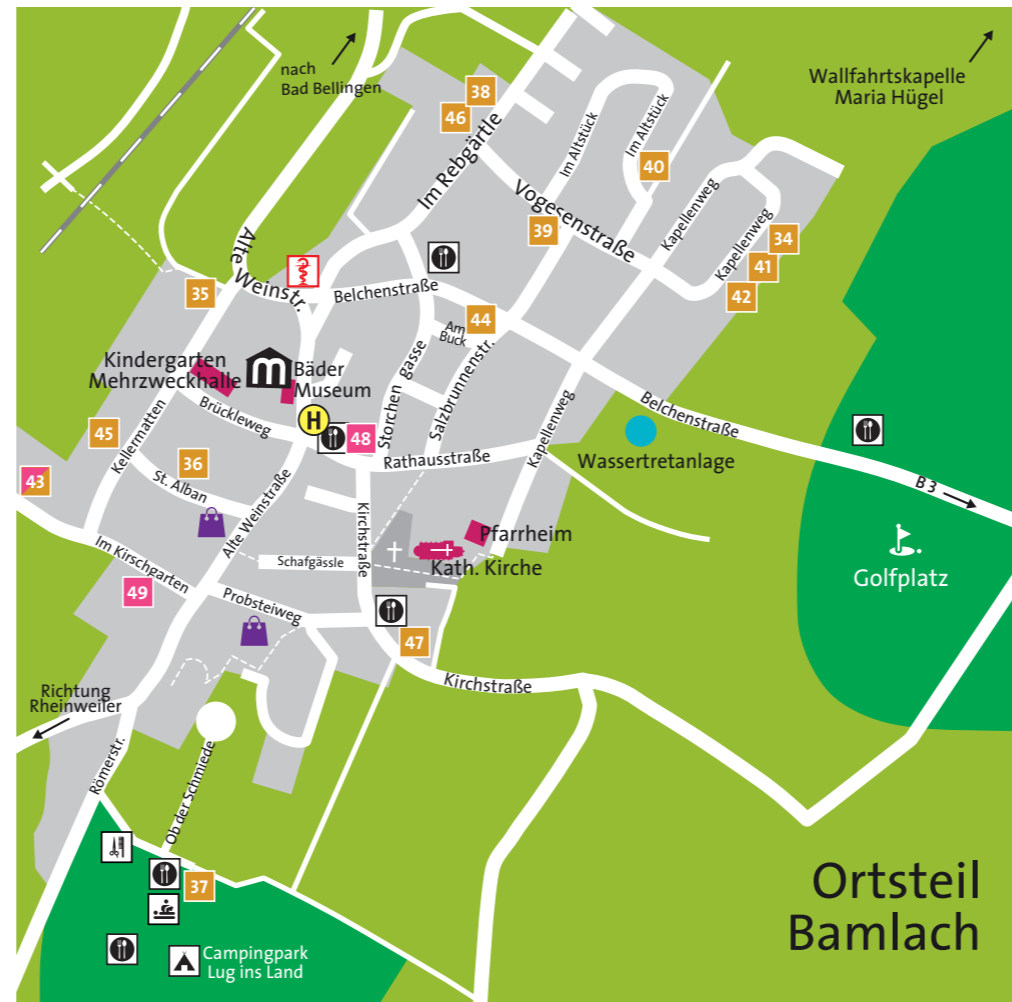 nach
Bad Bellingen
Wallfahrtskapelle
Maria Hügel
38
46
Im Rebgärtle
Im Altstück
Im Altstück
40
Vogesenstraße
39
Kapellenweg
Kapellenweg
34
41
42
Alte
Weinstr.
35
Belchenstraße
44
Am
Buck
Salzbrunnenstr.
Storchen gasse
Kindergarten
Mehrzweckhalle
m
Bäder
Museum
Brückleweg
H
48
Rathausstraße
Kapellenweg
Belchenstraße
Wassertretanlage
B 3
45
Kellermatten
36
43
St. Alban
Alte Weinstraße
Kirchstraße
Pfarrheim
Kath. Kirche
Golfplatz
Im Kirschgarten
Schafgässle
49
Probsteiweg
47
Kirchstraße
Richtung
Rheinweiler
Römerstr.
Ob der Schmiede
37
Campingpark
Lug ins Land
Ortsteil
Bamlach